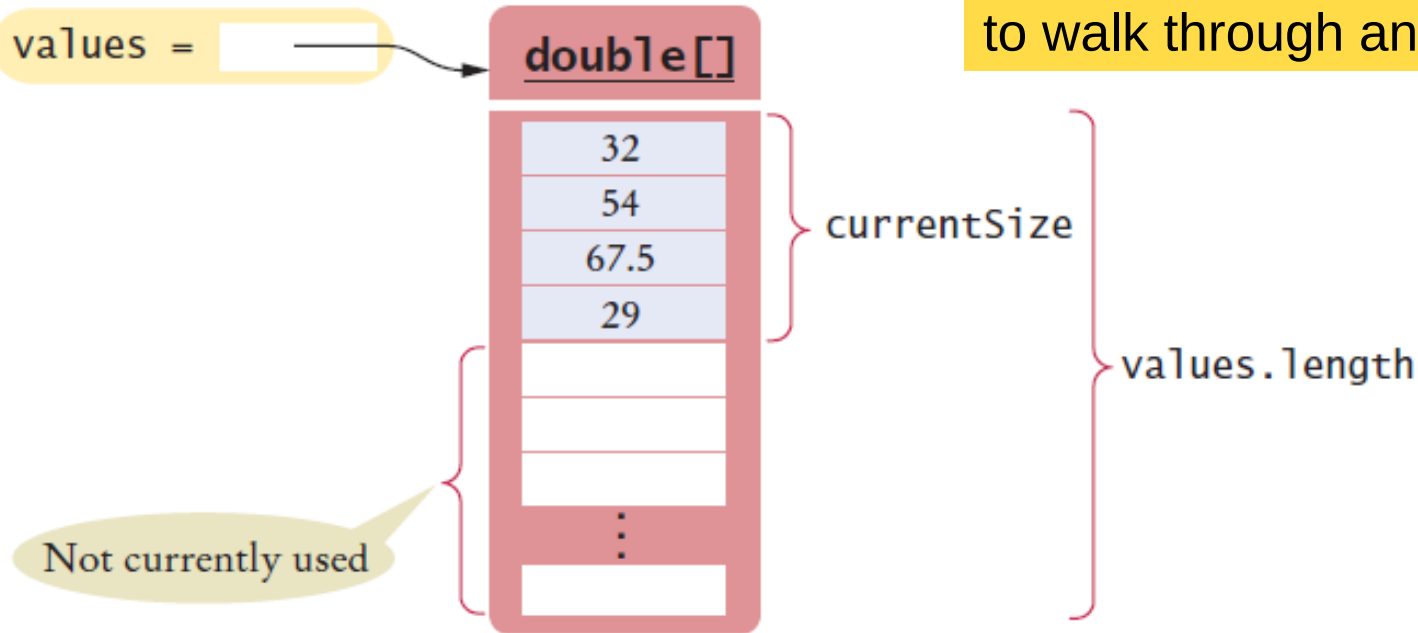 values =
double[]
to walk through an
32
54
67.5
29
currentSize
values.length
Not currently used